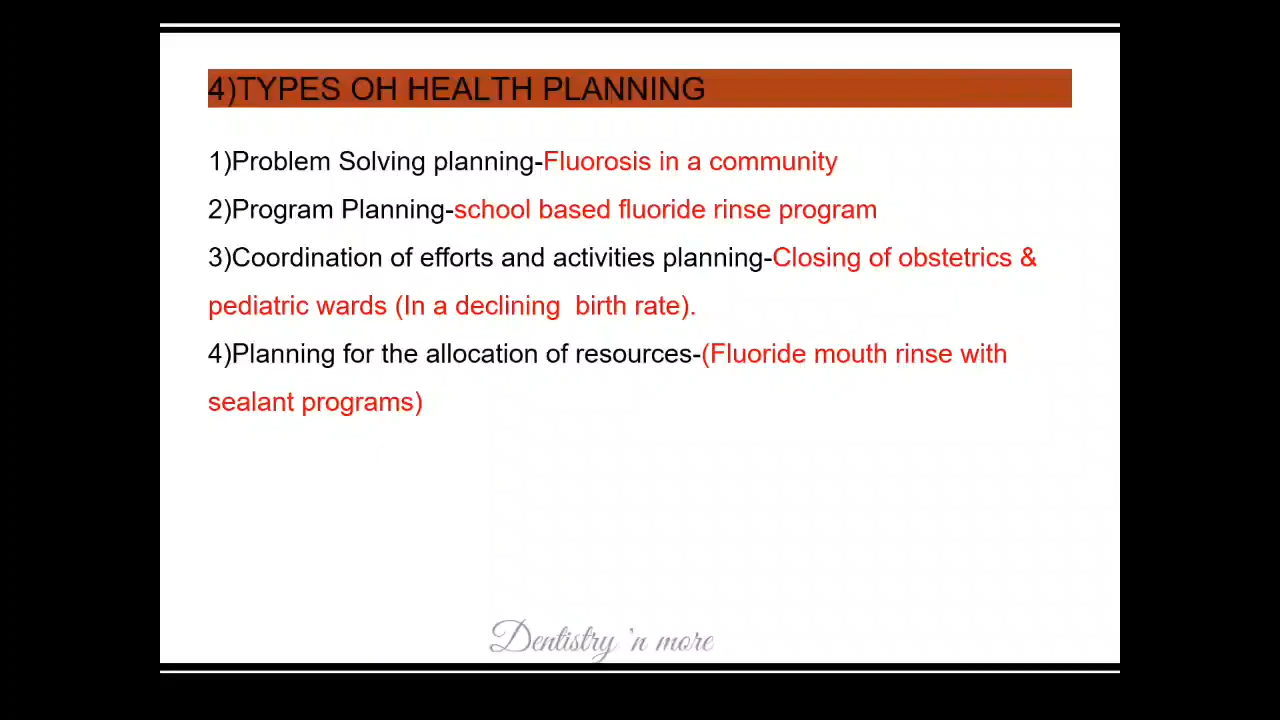 4)TYPES OH HEALTH PLANNING
1)Problem Solving planning-Fluorosis in a community
2)Program Planning-school based fluoride rinse program
3)Coordination of efforts and activities planning-Closing of obstetrics &
pediatric wards (In a declining  birth rate).
4)Planning for the allocation of resources-(Fluoride mouth rinse with
sealant programs)
Dentistry 'n more